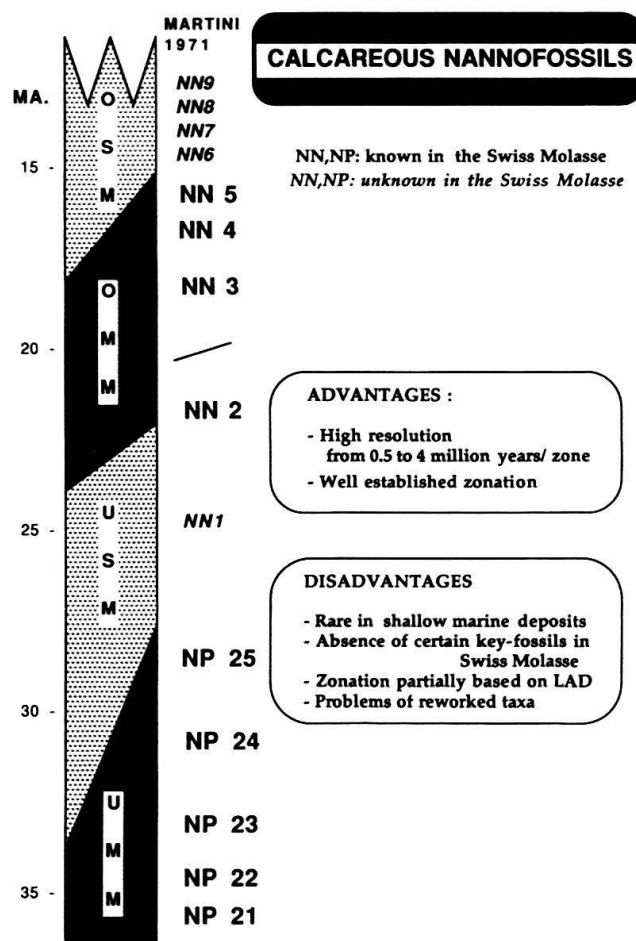 MARTINI
1971
CALCAREOUS NANNOFOSSILS
MA.
NN9
NN8
NN7
NN6
NN,NP: known in the Swiss Molasse
NN,NP: unknown in the Swiss Molasse
O
S
M
15 -
NN 5
NN 4
NN 3
O
M
M
20 -
NN 2
ADVANTAGES :
- High resolution
from 0.5 to 4 million years/ zone
- Well established zonation
U
S
M
25 -
NN1
DISADVANTAGES
- Rare in shallow marine deposits
- Absence of certain key-fossils in
Swiss Molasse
- Zonation partially based on LAD
- Problems of reworked taxa
NP 25
30 -
NP 24
U
M
M
NP 23
NP 22
35 -
NP 21